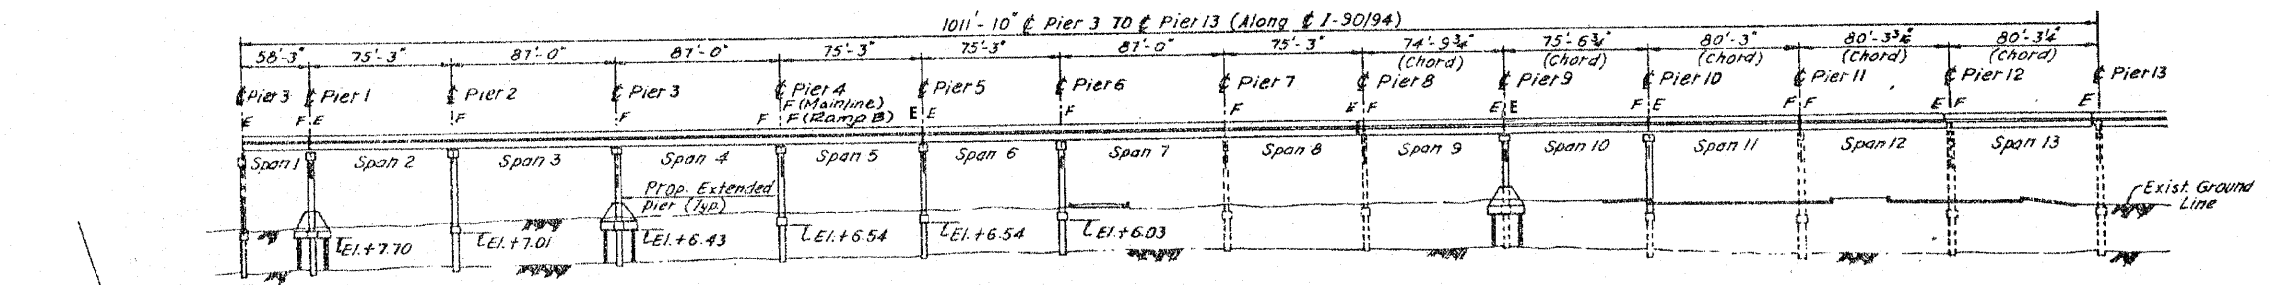 1011'-10" ℄ Pier 3 TO ℄ Pier 13 (Along ℄ I-90/94)
58'-3" 75'-3" 87'-0" 87'-0" 75'-3" 75'-3" 87'-0" 75'-3" 74'-9¾" 75'-6¾" 80'-3" 80'-3⅜" 80'-3¼"
(Chord) (Chord) (Chord) (Chord) (Chord)
℄ Pier 3 ℄ Pier 1 ℄ Pier 2 ℄ Pier 3 ℄ Pier 4 ℄ Pier 5 ℄ Pier 6 ℄ Pier 7 ℄ Pier 8 ℄ Pier 9 ℄ Pier 10 ℄ Pier 11 ℄ Pier 12 ℄ Pier 13
F (Mainline)
E F E F F F F (Ramp B) E E F F E F E E F E F F E F E
Span 1 Span 2 Span 3 Span 4 Span 5 Span 6 Span 7 Span 8 Span 9 Span 10 Span 11 Span 12 Span 13
Prop. Extended
pier (Typ.)
Exist. Ground
Line
El. +7.70 El. +7.01 El. +6.43 El. +6.54 El. +6.54 El. +6.03